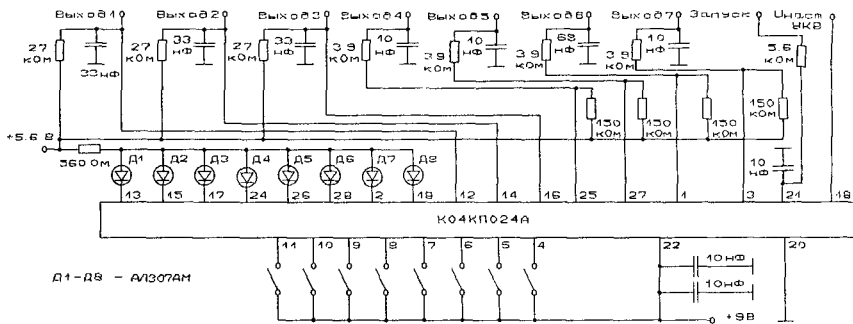 Выход1 Выход2 Выход3 Выход4 Выход5 Выход6 Выход7 Запуск Индст
УКВ
27 кОм
33 нФ
27 кОм
33 нФ
27 кОм
33 нФ
3.9 кОм
10 нФ
3.9 кОм
10 нФ
3.9 кОм
68 нФ
3.9 кОм
10 нФ
5.6 кОм
150 кОм
150 кОм
150 кОм
150 кОм
+5.6 В
560 Ом
Д1 Д2 Д3 Д4 Д5 Д6 Д7 Д8
10 нФ
13 15 17 24 26 28 2 18 12 14 16 25 27 1 3 21 19
К04КП024А
11 10 9 8 7 6 5 4 22 20
10нФ
10нФ
Д1-Д8 - АЛ307АМ
+9В